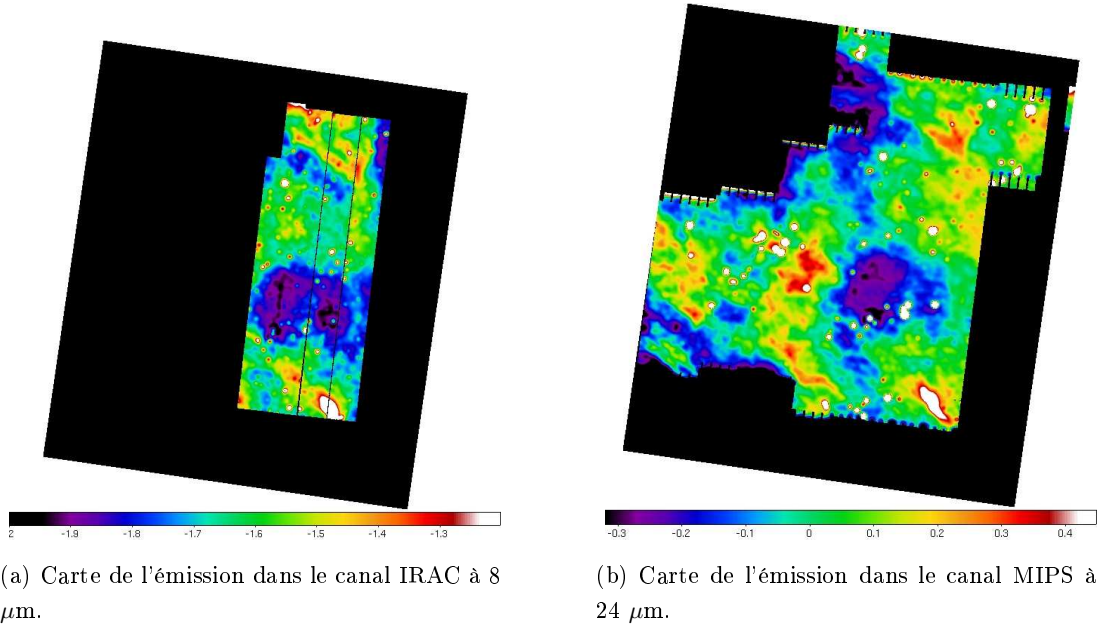 2 -1.9 -1.8 -1.7 -1.6 -1.5 -1.4 -1.3
-0.3 -0.2 -0.1 0 0.1 0.2 0.3 0.4
(a) Carte de l'émission dans le canal IRAC à 8
μm.
(b) Carte de l'émission dans le canal MIPS à
24 μm.